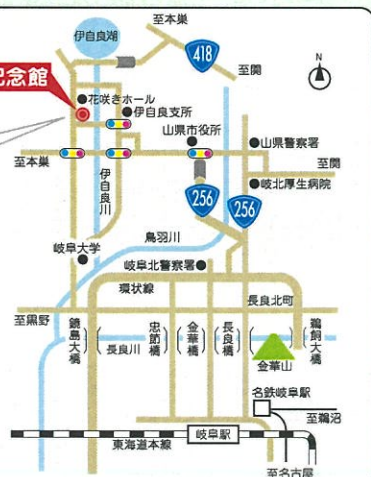 至本巣
伊自良湖
418
至関
N
記念館
花咲きホール
伊自良支所
山県市役所
山県警察署
至本巣
至関
伊自良川
岐北厚生病院
256
256
鳥羽川
岐阜大学
岐阜北警察署
環状線
長良北町
至黒野
鏡島大橋
長良川
忠節橋
金華橋
長良橋
金華山
鵜飼大橋
名鉄岐阜駅
至鵜沼
岐阜駅
東海道本線
至名古屋